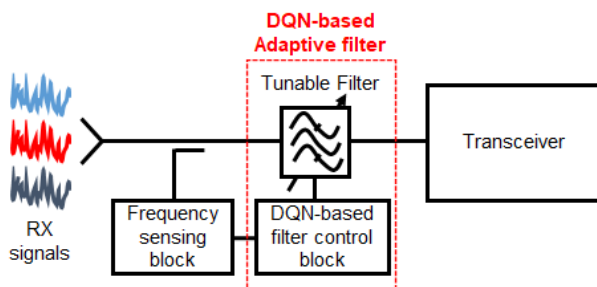 DQN-based
Adaptive filter
Tunable Filter
Transceiver
RX
signals
Frequency
sensing
block
DQN-based
filter control
block